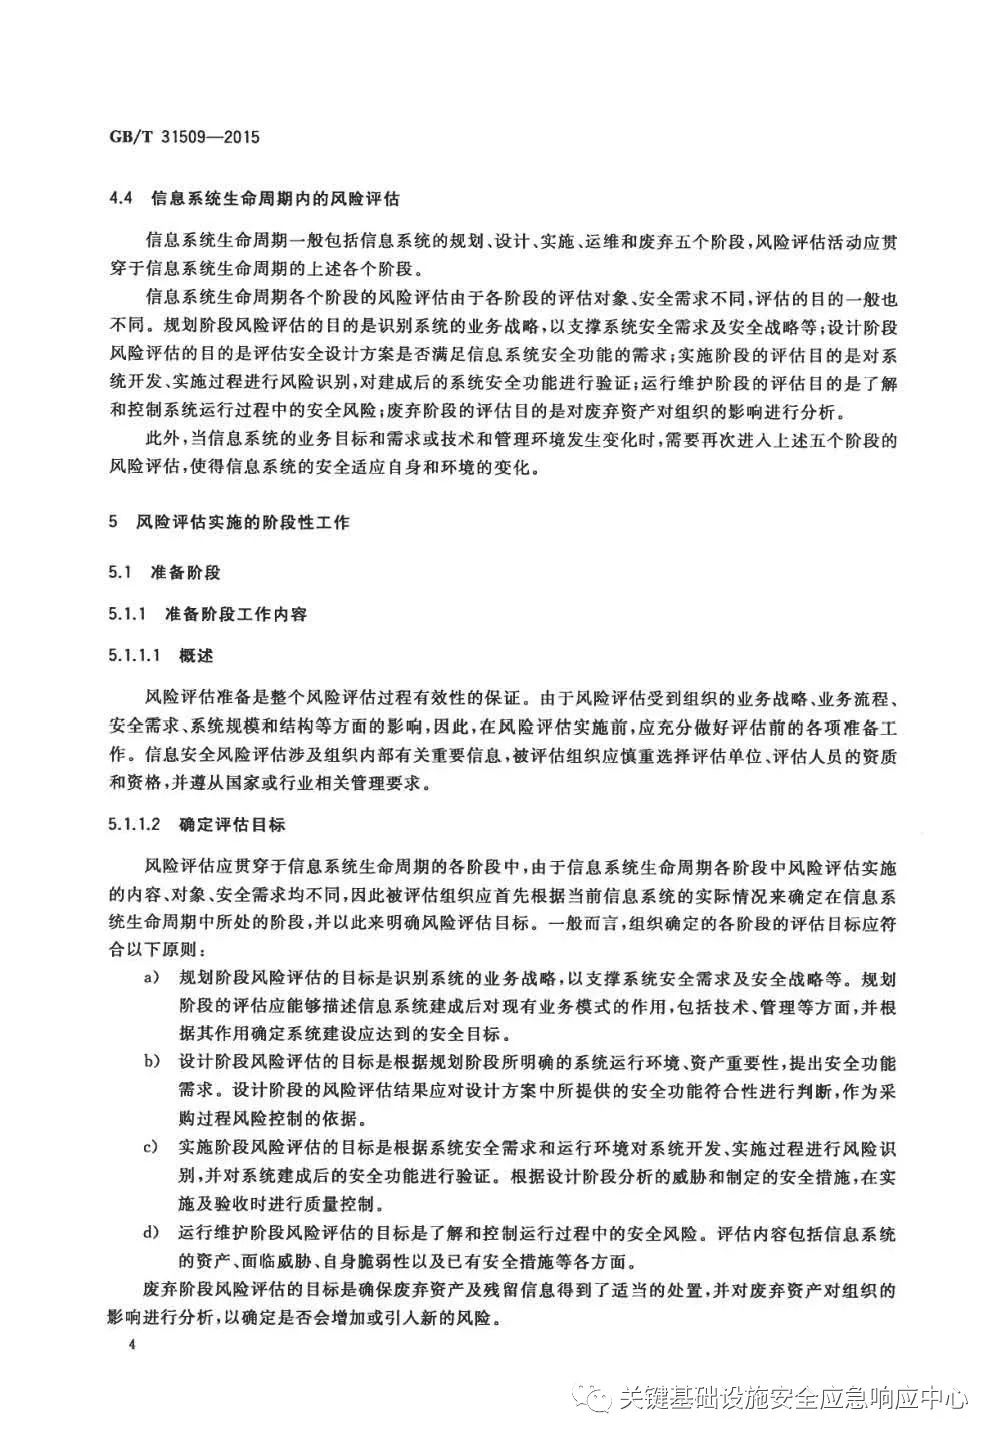 GB/T 31509—2015
4.4 信息系统生命周期内的风险评估
信息系统生命周期一般包括信息系统的规划、设计、实施、运维和废弃五个阶段,风险评估活动应贯
穿于信息系统生命周期的上述各个阶段。
信息系统生命周期各个阶段的风险评估由于各阶段的评估对象、安全需求不同,评估的目的一般也
不同。规划阶段风险评估的目的是识别系统的业务战略,以支撑系统安全需求及安全战略等;设计阶段
风险评估的目的是评估安全设计方案是否满足信息系统安全功能的需求;实施阶段的评估目的是对系
统开发、实施过程进行风险识别,对建成后的系统安全功能进行验证;运行维护阶段的评估目的是了解
和控制系统运行过程中的安全风险;废弃阶段的评估目的是对废弃资产对组织的影响进行分析。
此外,当信息系统的业务目标和需求或技术和管理环境发生变化时,需要再次进入上述五个阶段的
风险评估,使得信息系统的安全适应自身和环境的变化。
5 风险评估实施的阶段性工作
5.1 准备阶段
5.1.1 准备阶段工作内容
5.1.1.1 概述
风险评估准备是整个风险评估过程有效性的保证。由于风险评估受到组织的业务战略、业务流程、
安全需求、系统规模和结构等方面的影响,因此,在风险评估实施前,应充分做好评估前的各项准备工
作。信息安全风险评估涉及组织内部有关重要信息,被评估组织应慎重选择评估单位、评估人员的资质
和资格,并遵从国家或行业相关管理要求。
5.1.1.2 确定评估目标
风险评估应贯穿于信息系统生命周期的各阶段中,由于信息系统生命周期各阶段中风险评估实施
的内容、对象、安全需求均不同,因此被评估组织应首先根据当前信息系统的实际情况来确定在信息系
统生命周期中所处的阶段,并以此来明确风险评估目标。一般而言,组织确定的各阶段的评估目标应符
合以下原则:
a) 规划阶段风险评估的目标是识别系统的业务战略,以支撑系统安全需求及安全战略等。规划
阶段的评估应能够描述信息系统建成后对现有业务模式的作用,包括技术、管理等方面,并根
据其作用确定系统建设应达到的安全目标。
b) 设计阶段风险评估的目标是根据规划阶段所明确的系统运行环境、资产重要性,提出安全功能
需求。设计阶段的风险评估结果应对设计方案中所提供的安全功能符合性进行判断,作为采
购过程风险控制的依据。
c) 实施阶段风险评估的目标是根据系统安全需求和运行环境对系统开发、实施过程进行风险识
别,并对系统建成后的安全功能进行验证。根据设计阶段分析的威胁和制定的安全措施,在实
施及验收时进行质量控制。
d) 运行维护阶段风险评估的目标是了解和控制运行过程中的安全风险。评估内容包括信息系统
的资产、面临威胁、自身脆弱性以及已有安全措施等各方面。
废弃阶段风险评估的目标是确保废弃资产及残留信息得到了适当的处置,并对废弃资产对组织的
影响进行分析,以确定是否会增加或引入新的风险。
4
关键基础设施安全应急响应中心